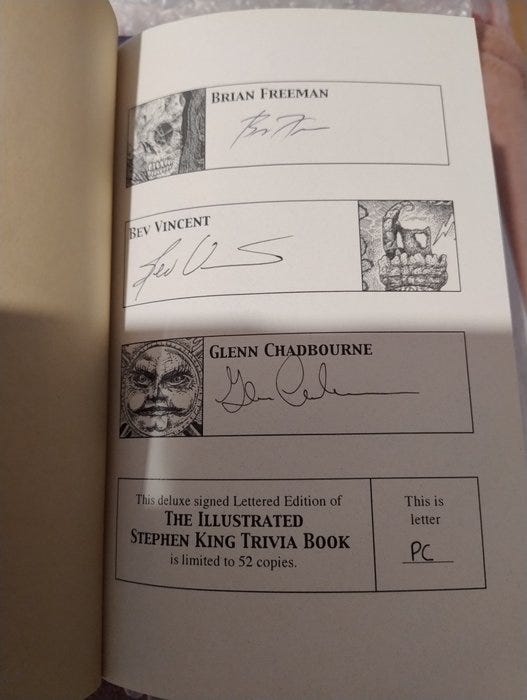 BRIAN FREEMAN
BEV VINCENT
GLENN CHADBOURNE
This deluxe signed Lettered Edition of
THE ILLUSTRATED
STEPHEN KING TRIVIA BOOK
is limited to 52 copies.
This is
letter
PC